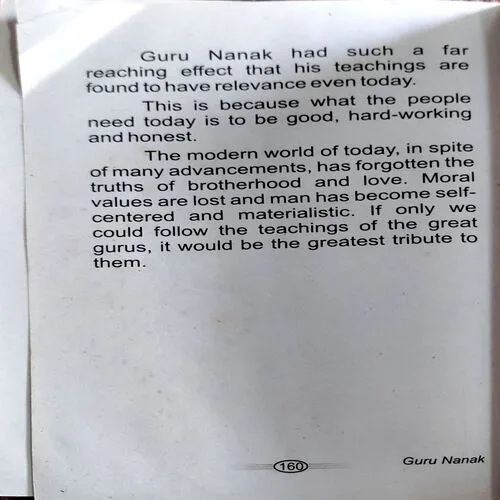 Guru Nanak had such a far
reaching effect that his teachings are
found to have relevance even today.
This is because what the people
need today is to be good, hard-working
and honest.
The modern world of today, in spite
of many advancements, has forgotten the
truths of brotherhood and love. Moral
values are lost and man has become self-
centered and materialistic. If only we
could follow the teachings of the great
gurus, it would be the greatest tribute to
them.
160
Guru Nanak